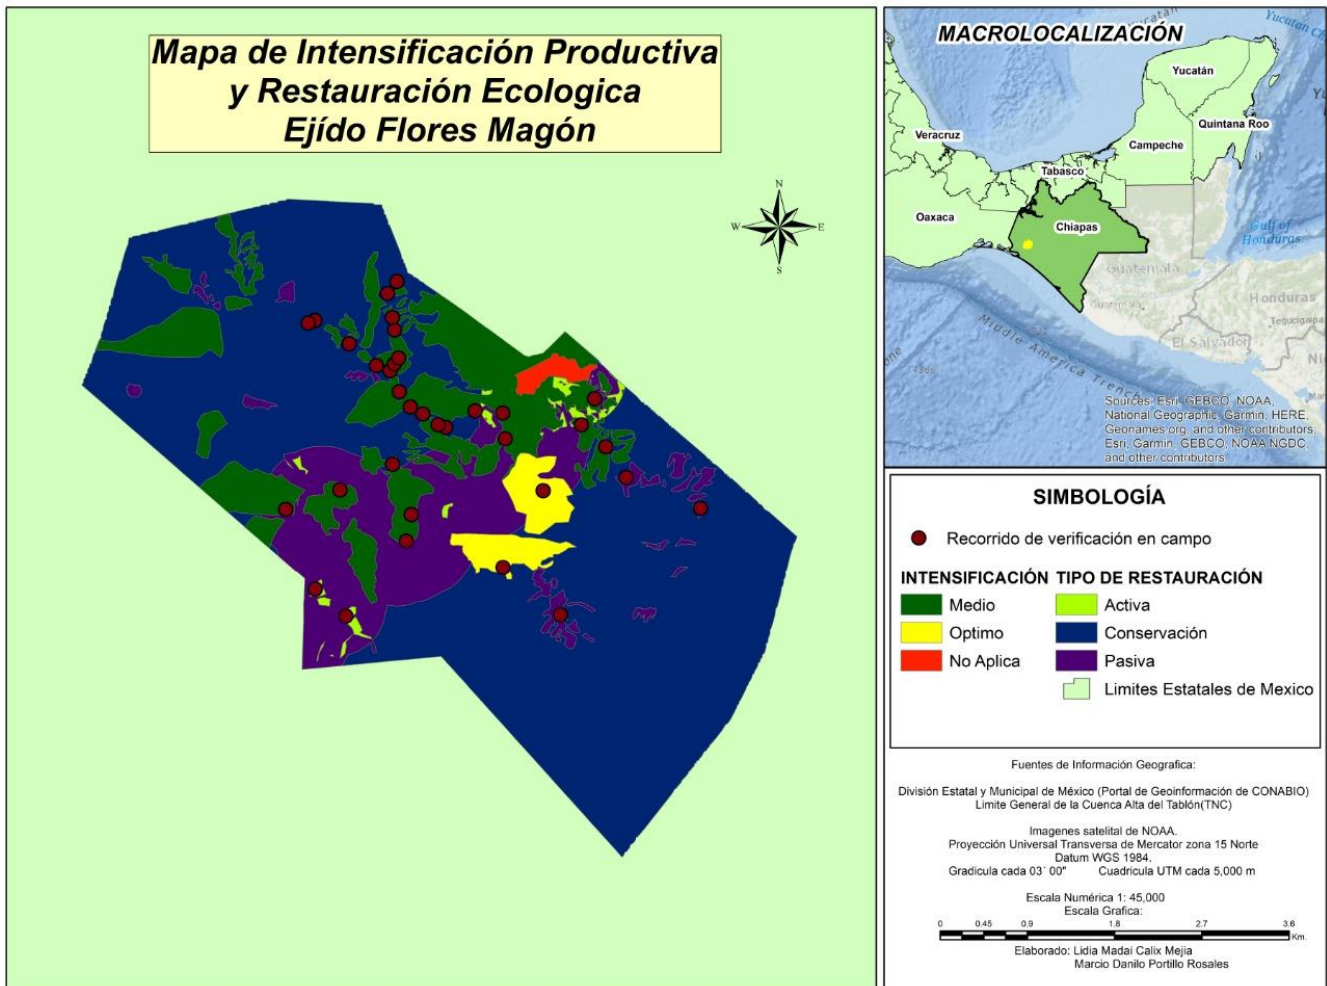 Mapa de Intensificación Productiva
y Restauración Ecologica
Ejído Flores Magón
N
W
E
S
MACROLOCALIZACIÓN
Yucatán
Quintana Roo
Campeche
Veracruz
Tabasco
Oaxaca
Chiapas
Gulf of
Honduras
Guatemala
Guatemala
Honduras
El Salvador
Middle America Trench
Sources: Esri, GEBCO, NOAA,
National Geographic, Garmin, HERE,
Geonames.org, and other contributors
Esri, Garmin, GEBCO, NOAA NGDC,
and other contributors
SIMBOLOGÍA
Recorrido de verificación en campo
INTENSIFICACIÓN TIPO DE RESTAURACIÓN
Medio Activa
Optimo Conservación
No Aplica Pasiva
Limites Estatales de Mexico
Fuentes de Información Geografica:
División Estatal y Municipal de México (Portal de Geoinformación de CONABIO)
Limite General de la Cuenca Alta del Tablón(TNC)
Imagenes satelital de NOAA.
Proyección Universal Transversa de Mercator zona 15 Norte
Datum WGS 1984.
Gradicula cada 03´ 00" Cuadricula UTM cada 5,000 m
Escala Numérica 1: 45,000
Escala Grafica:
0 0.45 0.9 1.8 2.7 3.6
Km.
Elaborado: Lidia Madai Calix Mejia
Marcio Danilo Portillo Rosales